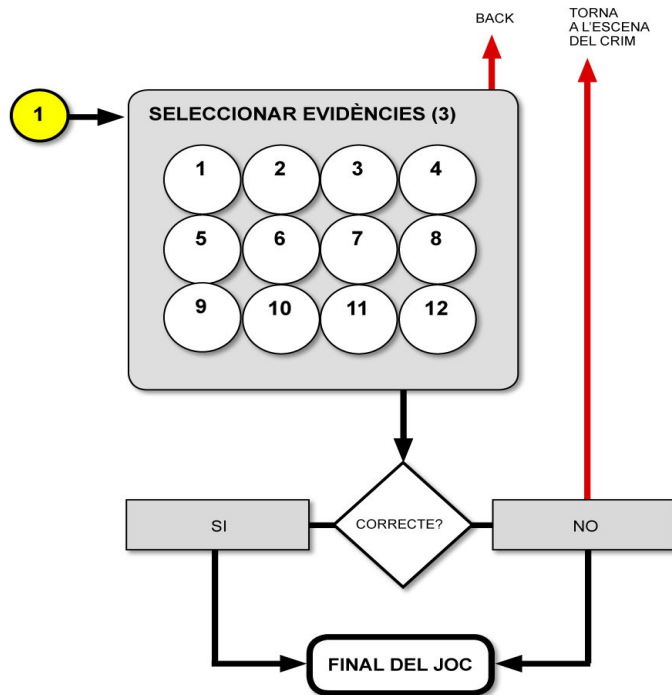 BACK
TORNA
A L'ESCENA
DEL CRIM
1
SELECCIONAR EVIDÈNCIES (3)
1 2 3 4
5 6 7 8
9 10 11 12
CORRECTE?
SI
NO
FINAL DEL JOC